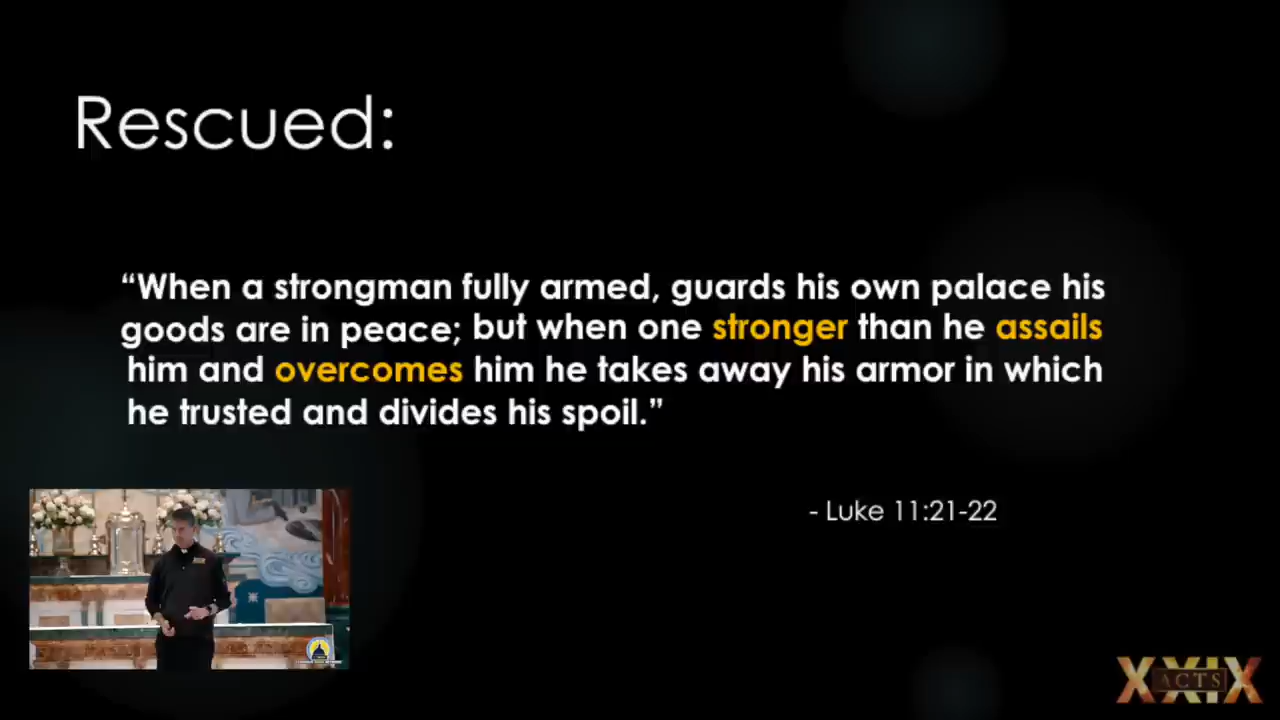 Rescued:
“When a strongman fully armed, guards his own palace his
goods are in peace; but when one stronger than he assails
him and overcomes him he takes away his armor in which
he trusted and divides his spoil.”
- Luke 11:21-22
XXIX
ACTS